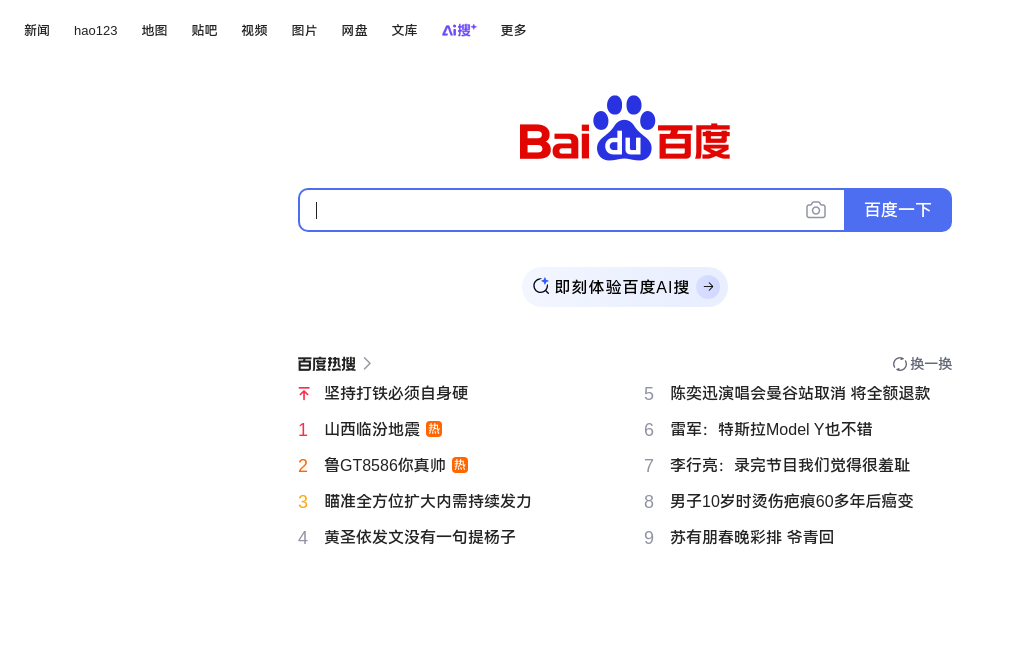 新闻 hao123 地图 贴吧 视频 图片 网盘 文库 Ai搜+ 更多
Bai du 百度
百度一下
即刻体验百度AI搜
百度热搜 换一换
坚持打铁必须自身硬
1 山西临汾地震 热
2 鲁GT8586你真帅 热
3 瞄准全方位扩大内需持续发力
4 黄圣依发文没有一句提杨子
5 陈奕迅演唱会曼谷站取消 将全额退款
6 雷军：特斯拉Model Y也不错
7 李行亮：录完节目我们觉得很羞耻
8 男子10岁时烫伤疤痕60多年后癌变
9 苏有朋春晚彩排 爷青回